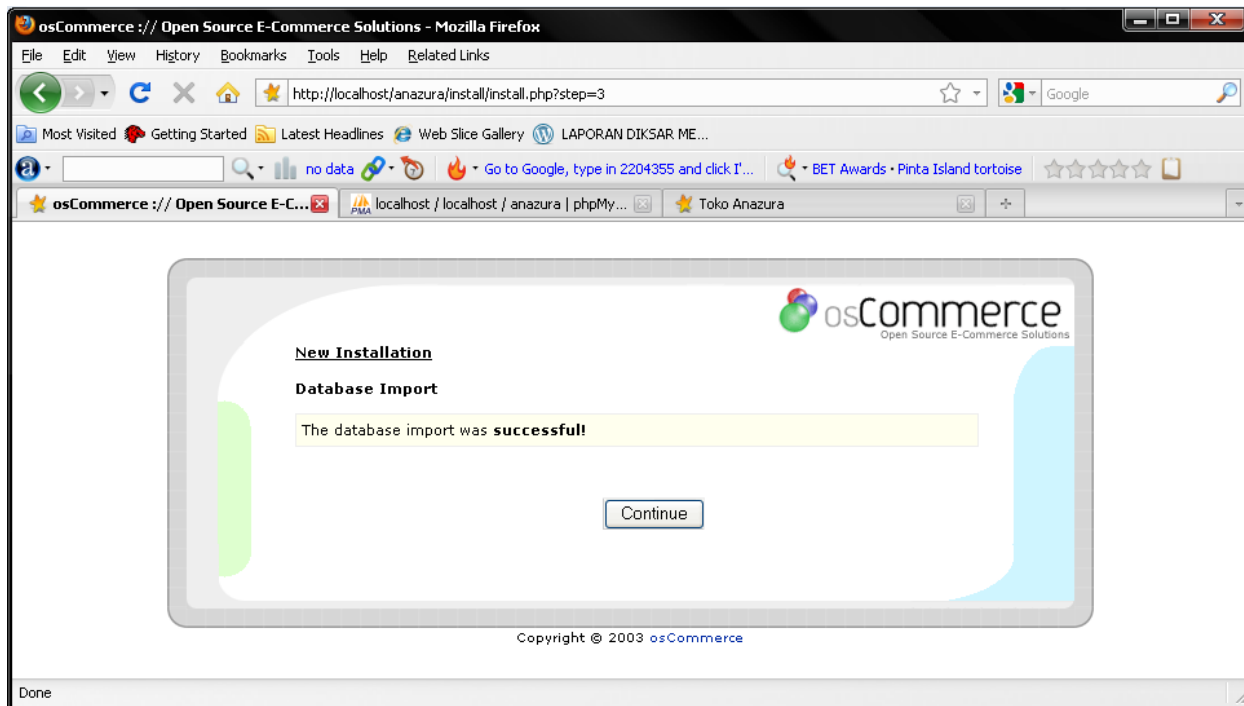 osCommerce :// Open Source E-Commerce Solutions - Mozilla Firefox
File Edit View History Bookmarks Tools Help Related Links
http://localhost/anazura/install/install.php?step=3 Google
Most Visited Getting Started Latest Headlines Web Slice Gallery LAPORAN DIKSAR ME...
a no data Go to Google, type in 2204355 and click I'... BET Awards • Pinta Island tortoise
osCommerce :// Open Source E-C... PMA localhost / localhost / anazura | phpMy... Toko Anazura
osCommerce
Open Source E-Commerce Solutions
New Installation
Database Import
The database import was successful!
Continue
Copyright © 2003 osCommerce
Done